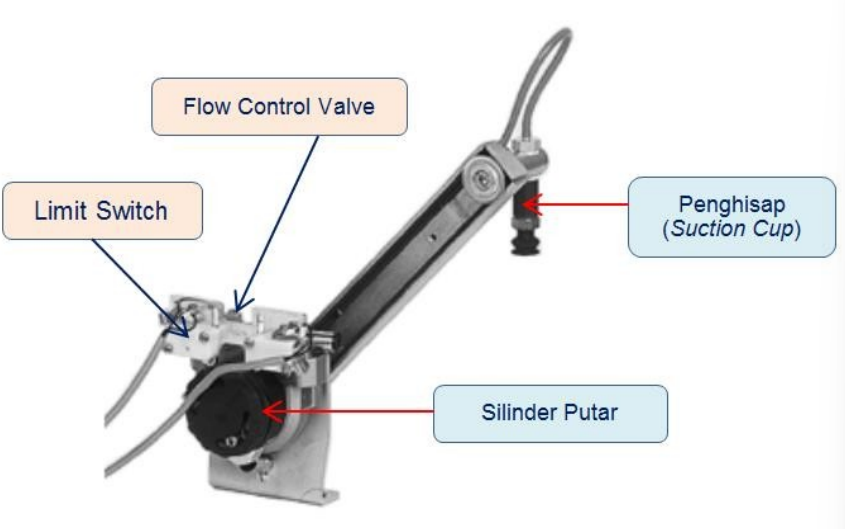 Flow Control Valve
Limit Switch
Penghisap
(Suction Cup)
Silinder Putar